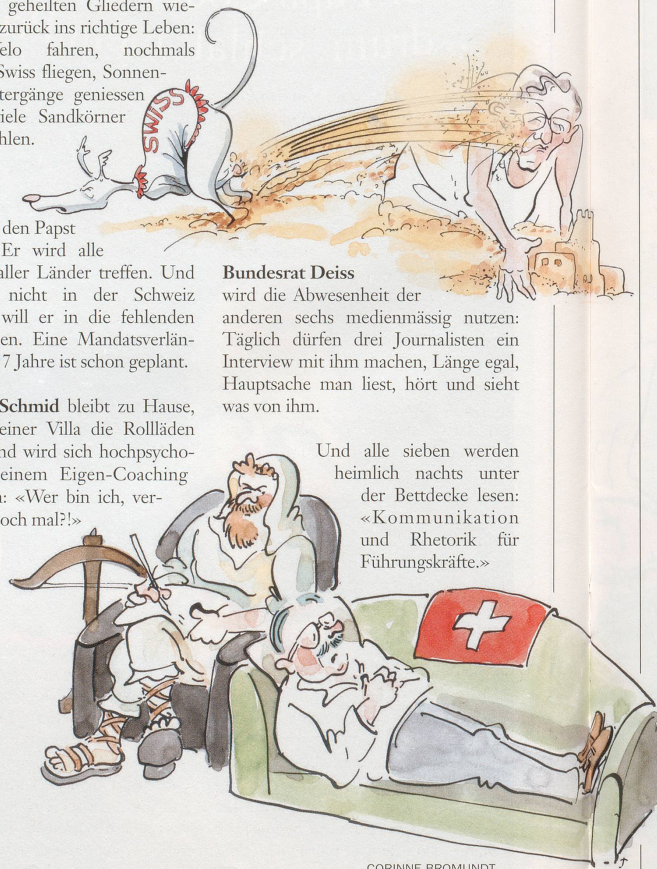 geheilten Gliedern wie-
zurück ins richtige Leben:
elo fahren, nochmals
Swiss fliegen, Sonnen-
tergänge geniessen
iele Sandkörner
hlen.
SWISS
den Papst
Er wird alle
aller Länder treffen. Und
nicht in der Schweiz
will er in die fehlenden
en. Eine Mandatsverlän-
7 Jahre ist schon geplant.
Schmid bleibt zu Hause,
einer Villa die Rollläden
nd wird sich hochpsycho-
einem Eigen-Coaching
n: «Wer bin ich, ver-
och mal?!»
Bundesrat Deiss
wird die Abwesenheit der
anderen sechs medienmässig nutzen:
Täglich dürfen drei Journalisten ein
Interview mit ihm machen, Länge egal,
Hauptsache man liest, hört und sieht
was von ihm.
Und alle sieben werden
heimlich nachts unter
der Bettdecke lesen:
«Kommunikation
und Rhetorik für
Führungskräfte.»
CORINNE BROMUNDT